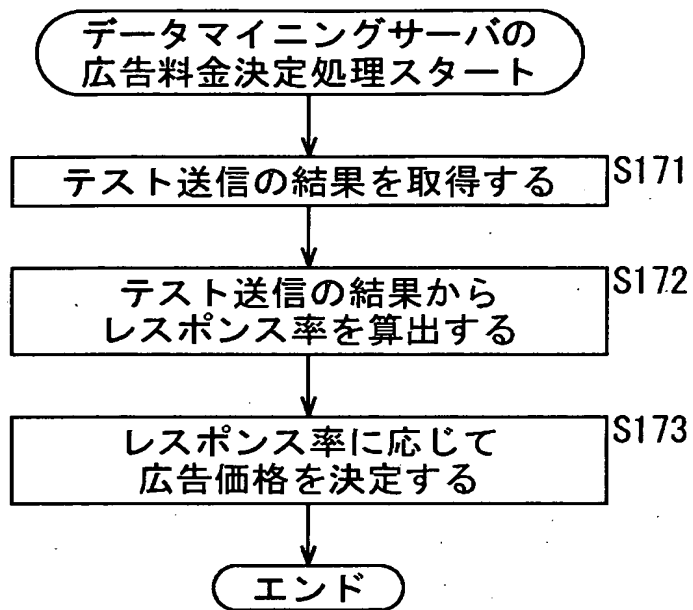 データマイニングサーバの
広告料金決定処理スタート
テスト送信の結果を取得する
S171
テスト送信の結果から
レスポンス率を算出する
S172
レスポンス率に応じて
広告価格を決定する
S173
エンド